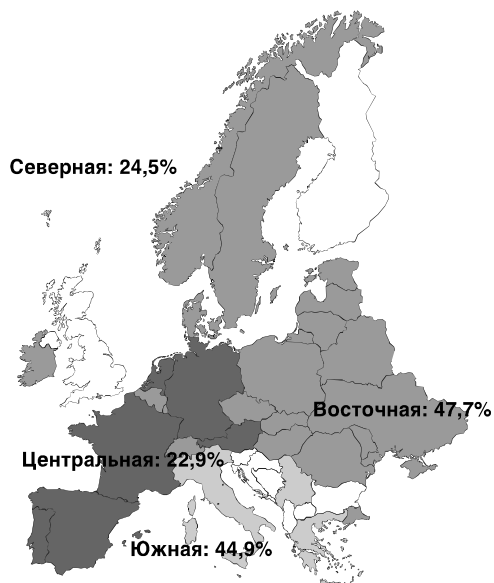 Северная: 24,5%
Восточная: 47,7%
Центральная: 22,9%
Южная: 44,9%